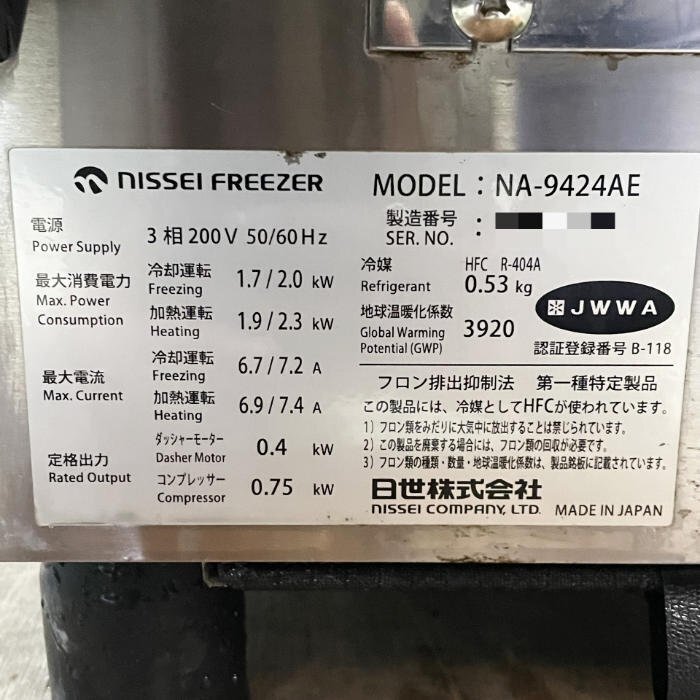 NISSEI FREEZER
MODEL : NA-9424AE
電源
Power Supply
3相200V 50/60Hz
製造番号 :
SER. NO.
最大消費電力
Max. Power
Consumption
冷却運転
Freezing
1.7 / 2.0 kW
加熱運転
Heating
1.9 / 2.3 kW
最大電流
Max. Current
冷却運転
Freezing
6.7 / 7.2 A
加熱運転
Heating
6.9 / 7.4 A
定格出力
Rated Output
ダッシャーモーター
Dasher Motor
0.4 kW
コンプレッサー
Compressor
0.75 kW
冷媒
Refrigerant
HFC R-404A
0.53 kg
地球温暖化係数
Global Warming
Potential (GWP)
3920
JWWA
認証登録番号 B-118
フロン排出抑制法 第一種特定製品
この製品には、冷媒としてHFCが使われています。
1）フロン類をみだりに大気中に放出することは禁じられています。
2）この製品を廃棄する場合には、フロン類の回収が必要です。
3）フロン類の種類・数量・地球温暖化係数は、製品銘板に記載されています。
日世株式会社
NISSEI COMPANY, LTD. MADE IN JAPAN